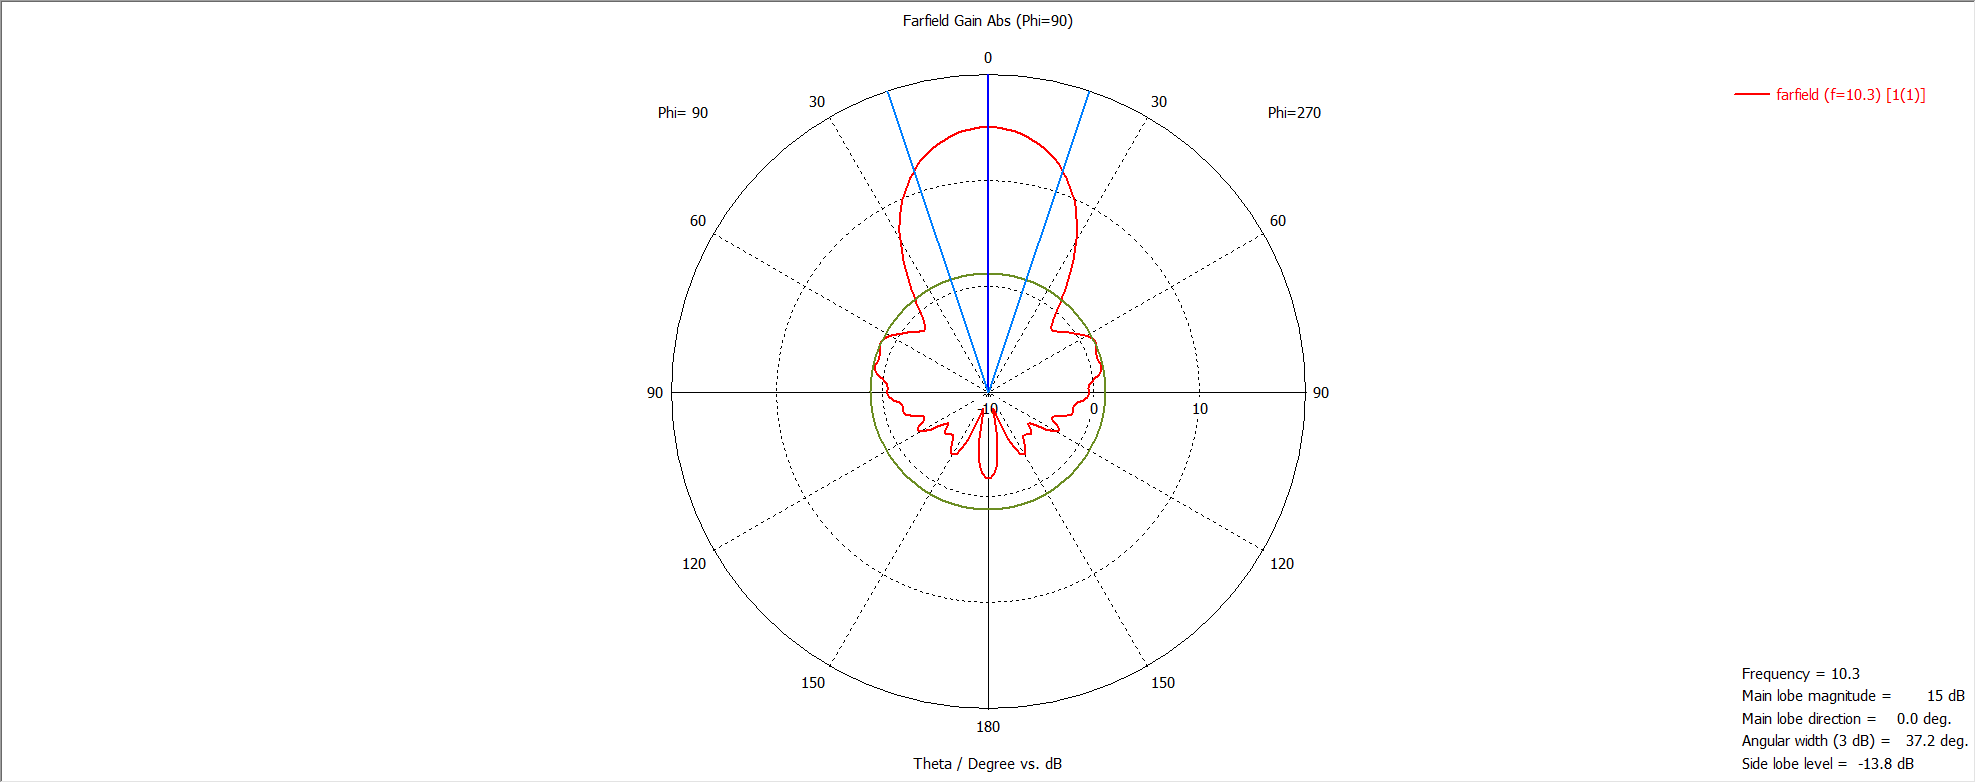 Farfield Gain Abs (Phi=90)
0
30
30
Phi= 90
Phi=270
farfield (f=10.3) [1(1)]
60
60
90
90
-10
0
10
120
120
150
150
180
Theta / Degree vs. dB
Frequency = 10.3
Main lobe magnitude = 15 dB
Main lobe direction = 0.0 deg.
Angular width (3 dB) = 37.2 deg.
Side lobe level = -13.8 dB